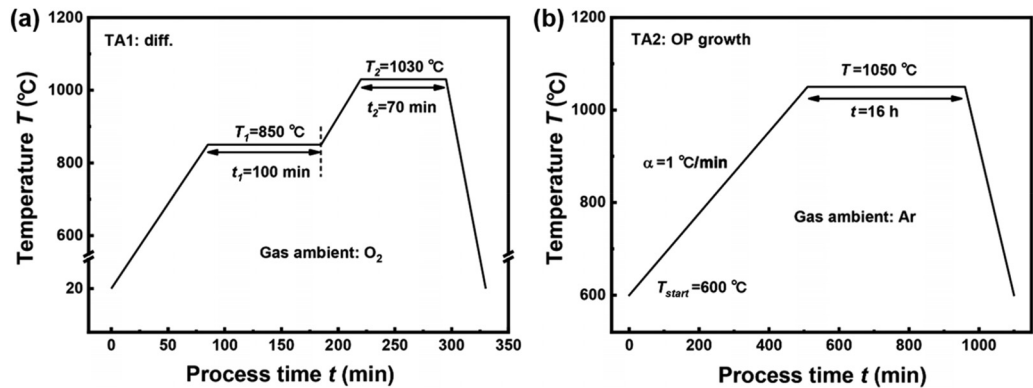 (a)
TA1: diff.
T₂=1030 °C
t₂=70 min
T₁=850 °C
t₁=100 min
Gas ambient: O₂
Temperature T (°C)
1200
1000
800
600
20
0 50 100 150 200 250 300 350
Process time t (min)
(b)
TA2: OP growth
T=1050 °C
t=16 h
α=1 °C/min
Gas ambient: Ar
Tstart=600 °C
Temperature T (°C)
1200
1000
800
600
0 200 400 600 800 1000
Process time t (min)